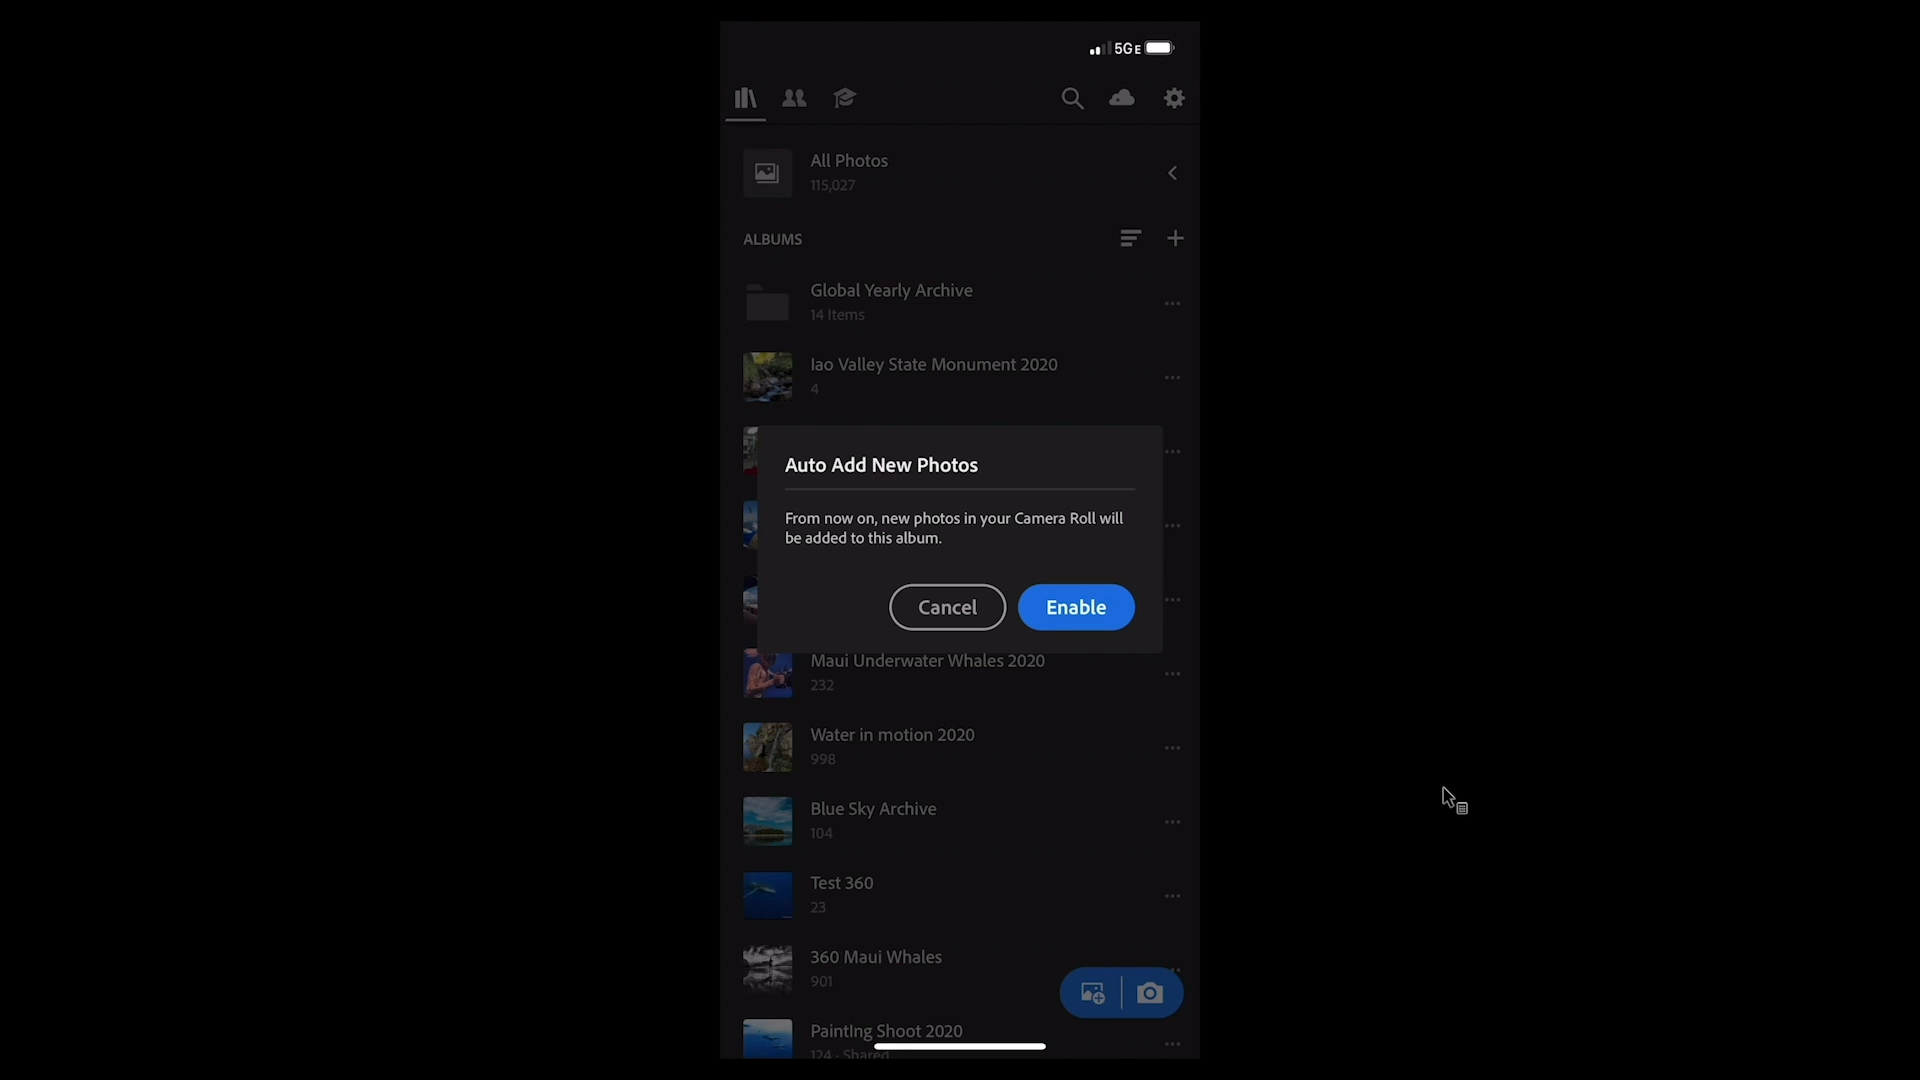 5GE
All Photos
115,027
ALBUMS
Global Yearly Archive
14 Items
Iao Valley State Monument 2020
4
Auto Add New Photos
From now on, new photos in your Camera Roll will
be added to this album.
Cancel
Enable
Maui Underwater Whales 2020
232
Water in motion 2020
998
Blue Sky Archive
104
Test 360
23
360 Maui Whales
901
PaintIng Shoot 2020
124 · Shared